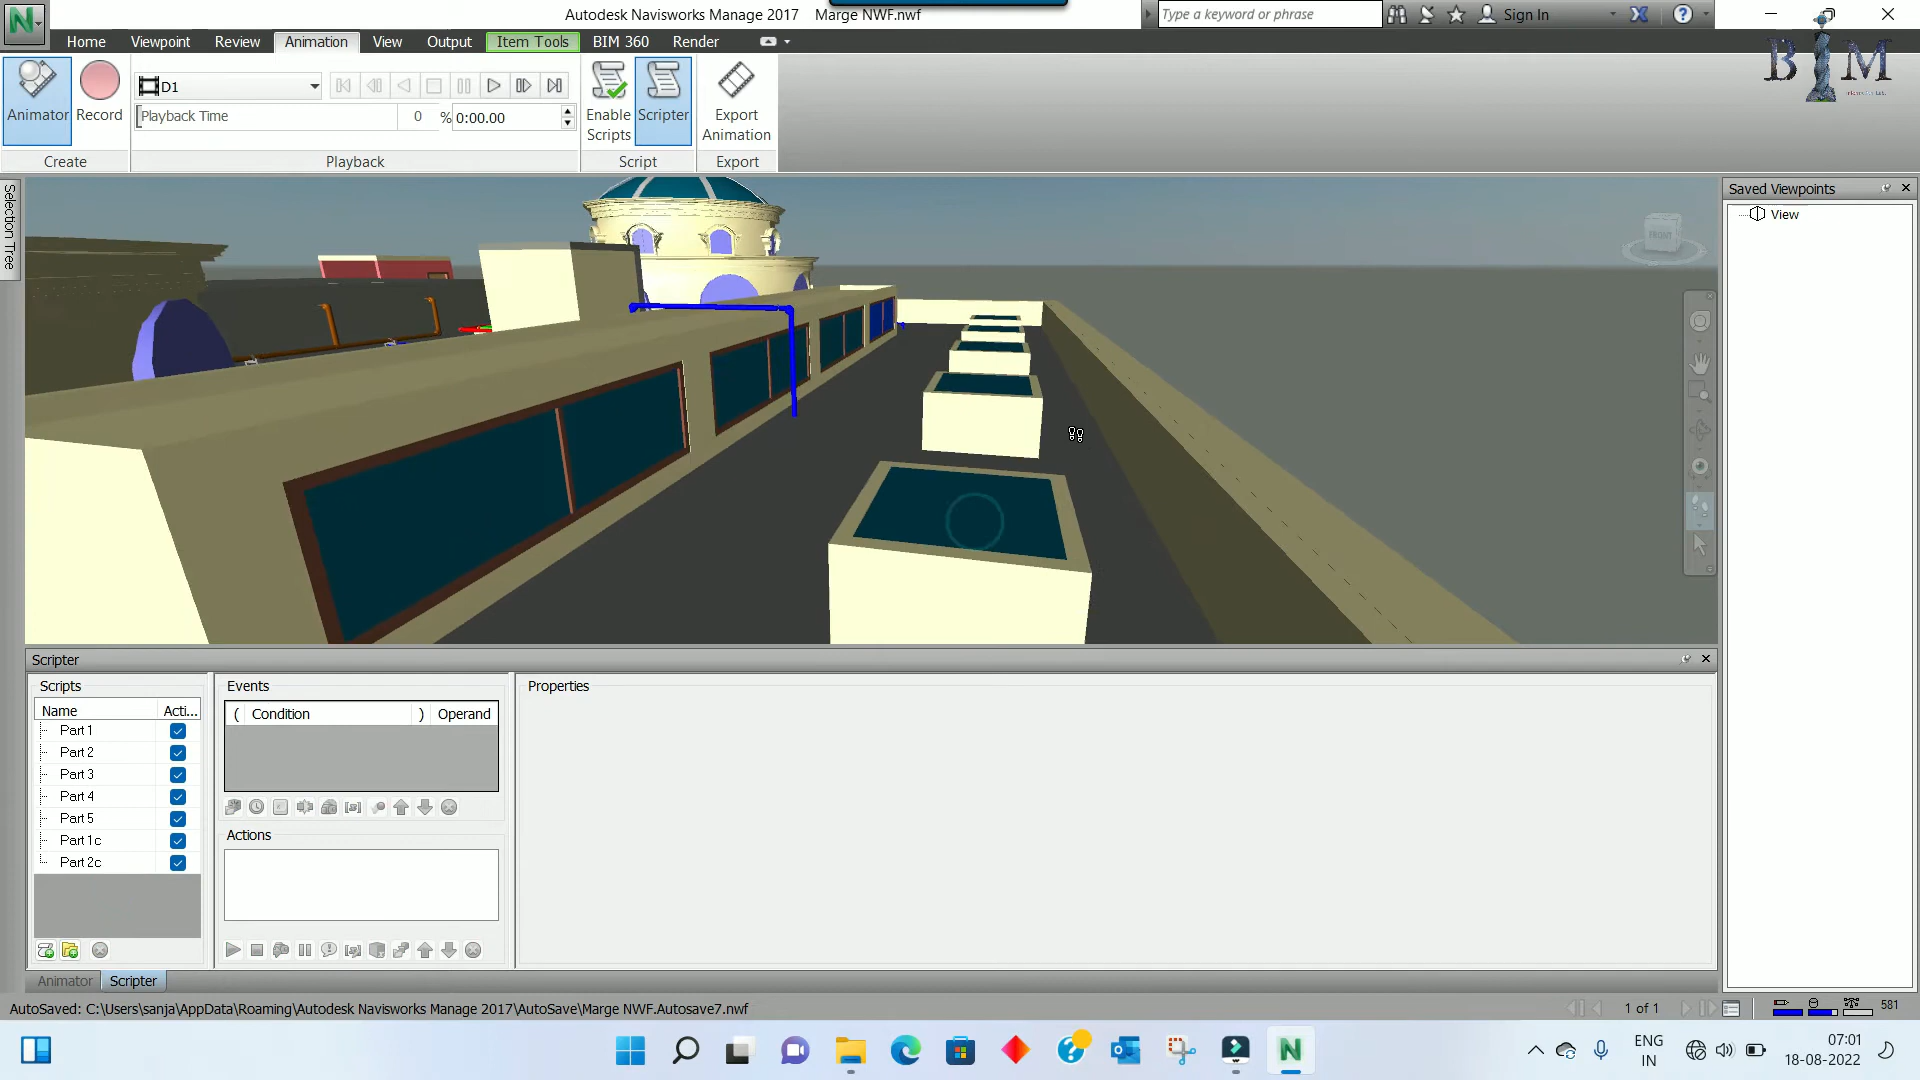 Autodesk Navisworks Manage 2017 Marge NWF.nwf
Type a keyword or phrase
Sign In
Home Viewpoint Review Animation View Output Item Tools BIM 360 Render
BIM
D1
Animator Record
Playback Time 0 % 0:00.00
Enable Scripts
Scripter
Export Animation
Create Playback Script Export
Selection Tree
FRONT
Saved Viewpoints
View
Scripter
Scripts
Name Acti...
Part 1
Part 2
Part 3
Part 4
Part 5
Part 1c
Part 2c
Events
( Condition ) Operand
Actions
Properties
Animator Scripter
AutoSaved: C:\Users\sanja\AppData\Roaming\Autodesk Navisworks Manage 2017\AutoSave\Marge NWF.Autosave7.nwf
1 of 1
581
ENG
IN
07:01
18-08-2022